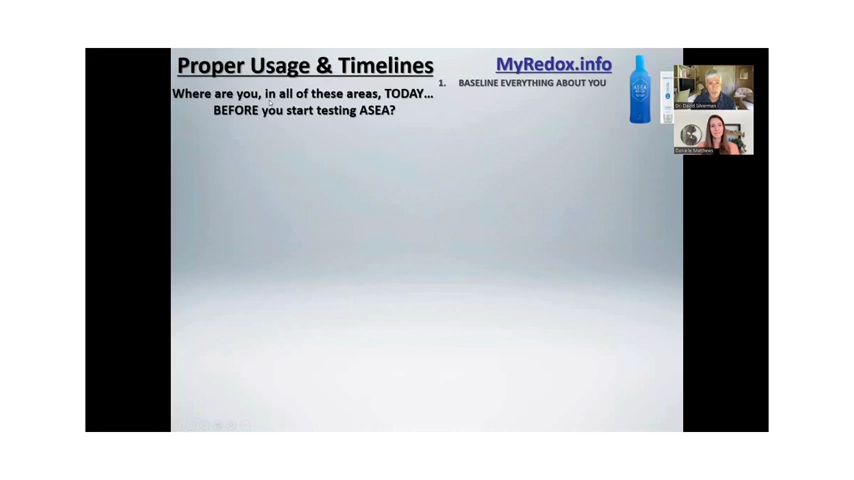 Proper Usage & Timelines
Where are you, in all of these areas, TODAY...
BEFORE you start testing ASEA?
MyRedox.info
1. BASELINE EVERYTHING ABOUT YOU
ASEA
Dr. David Silverman
Danielle Matthews